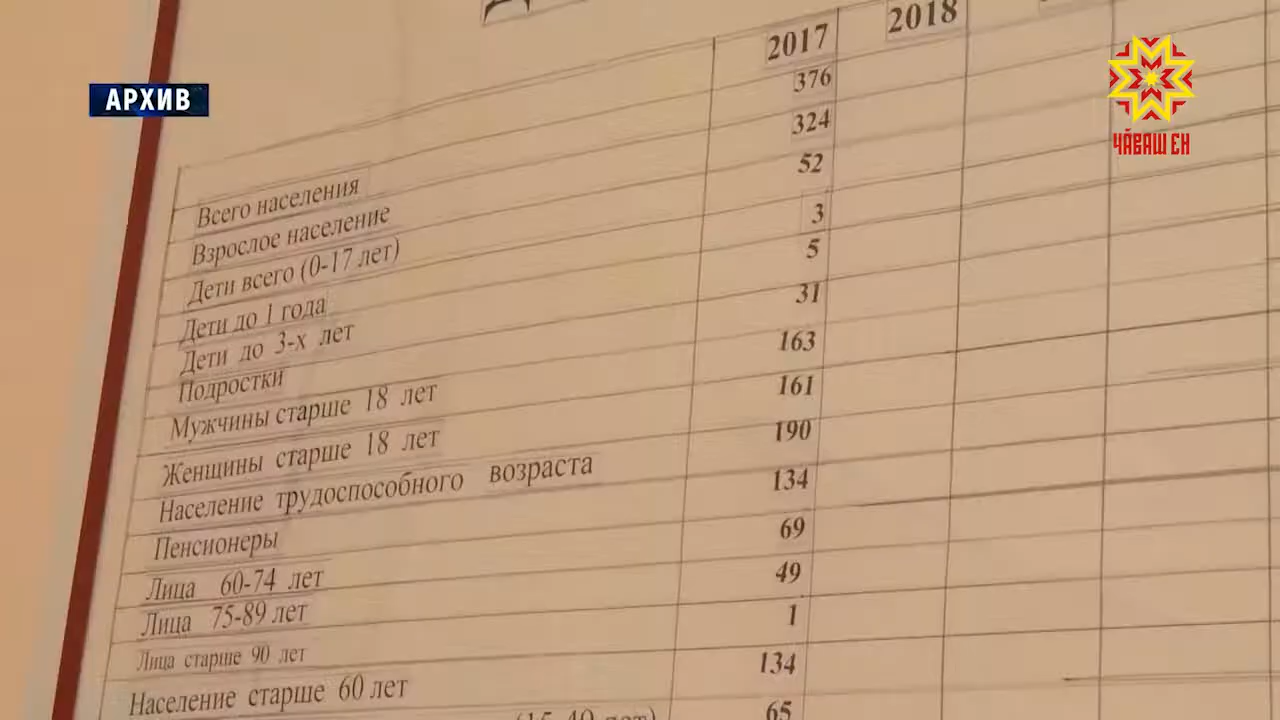 АРХИВ
ЧӐВАШ ЕН
2017 2018
Всего населения 376
Взрослое население 324
Дети всего (0-17 лет) 52
Дети до 1 года 3
Дети до 3-х лет 5
Подростки 31
Мужчины старше 18 лет 163
Женщины старше 18 лет 161
Население трудоспособного возраста 190
Пенсионеры 134
Лица 60-74 лет 69
Лица 75-89 лет 49
Лица старше 90 лет 1
Население старше 60 лет 134
(15-49 лет) 65